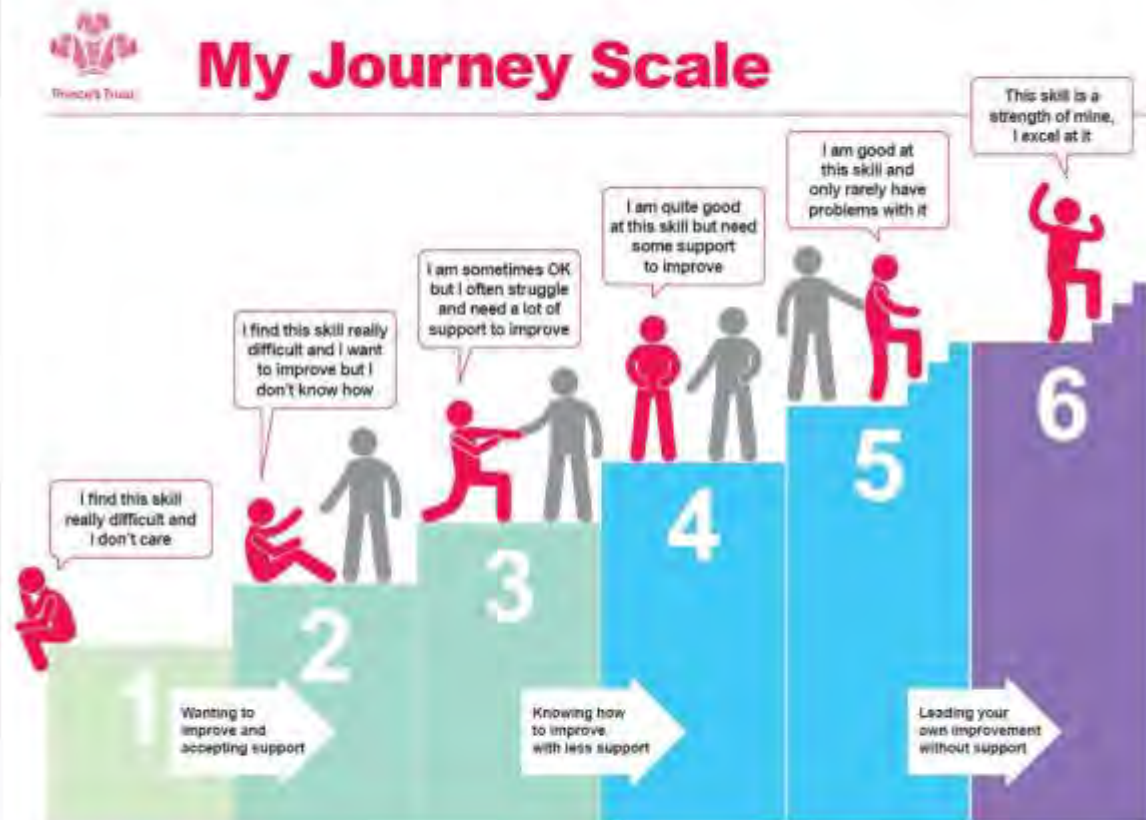 Prince's Trust
My Journey Scale
I find this skill
really difficult and
I don't care
I find this skill really
difficult and I want
to improve but I
don't know how
I am sometimes OK
but I often struggle
and need a lot of
support to improve
I am quite good
at this skill but need
some support
to improve
I am good at
this skill and
only rarely have
problems with it
This skill is a
strength of mine,
I excel at it
1
2
3
4
5
6
Wanting to
improve and
accepting support
Knowing how
to improve
with less support
Leading your
own improvement
without support